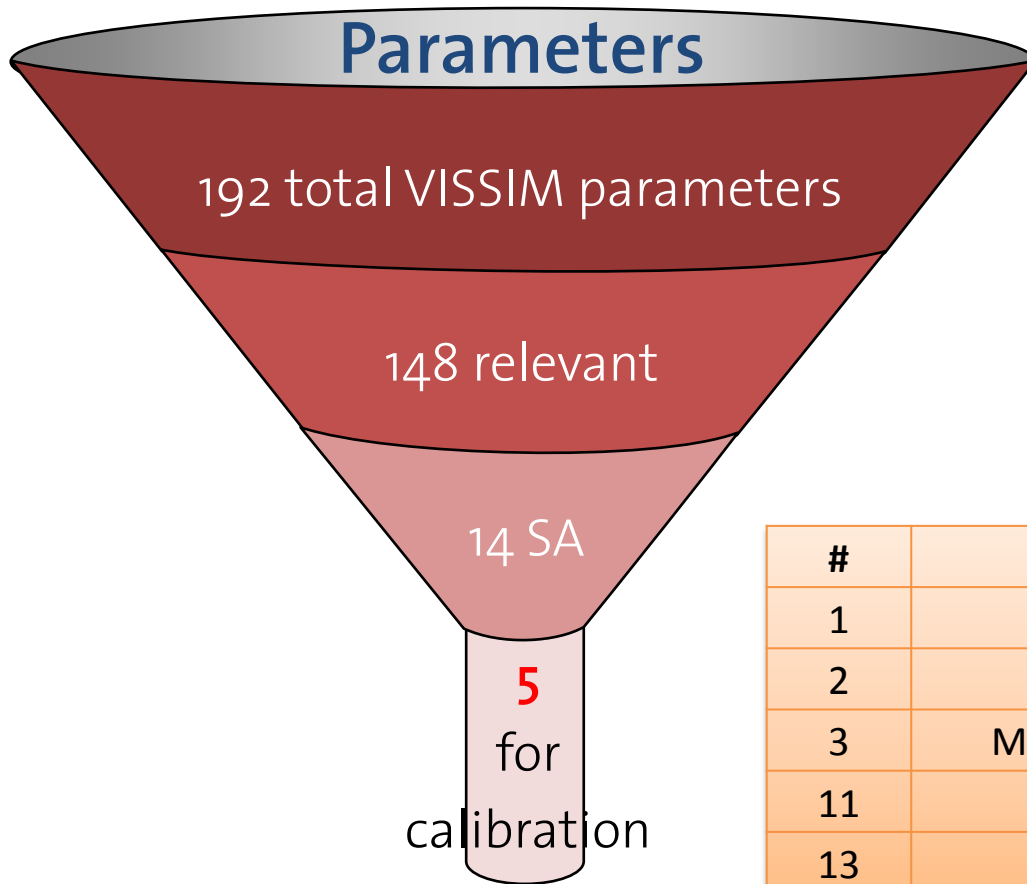 Parameters
192 total VISSIM parameters
148 relevant
14 SA
5
for
calibration
#
1
2
3 M
11
13